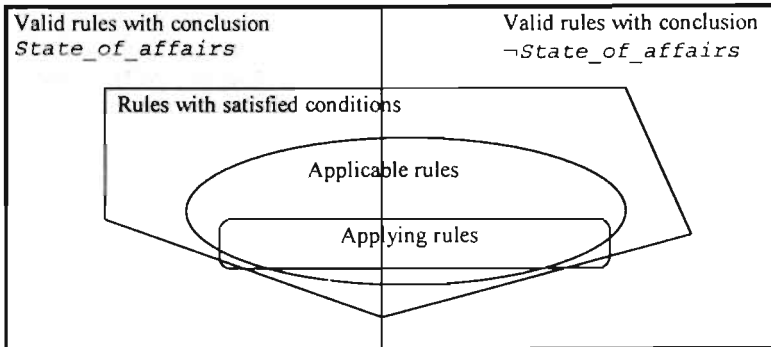 Valid rules with conclusion
State_of_affairs
Valid rules with conclusion
¬State_of_affairs
Rules with satisfied conditions
Applicable rules
Applying rules